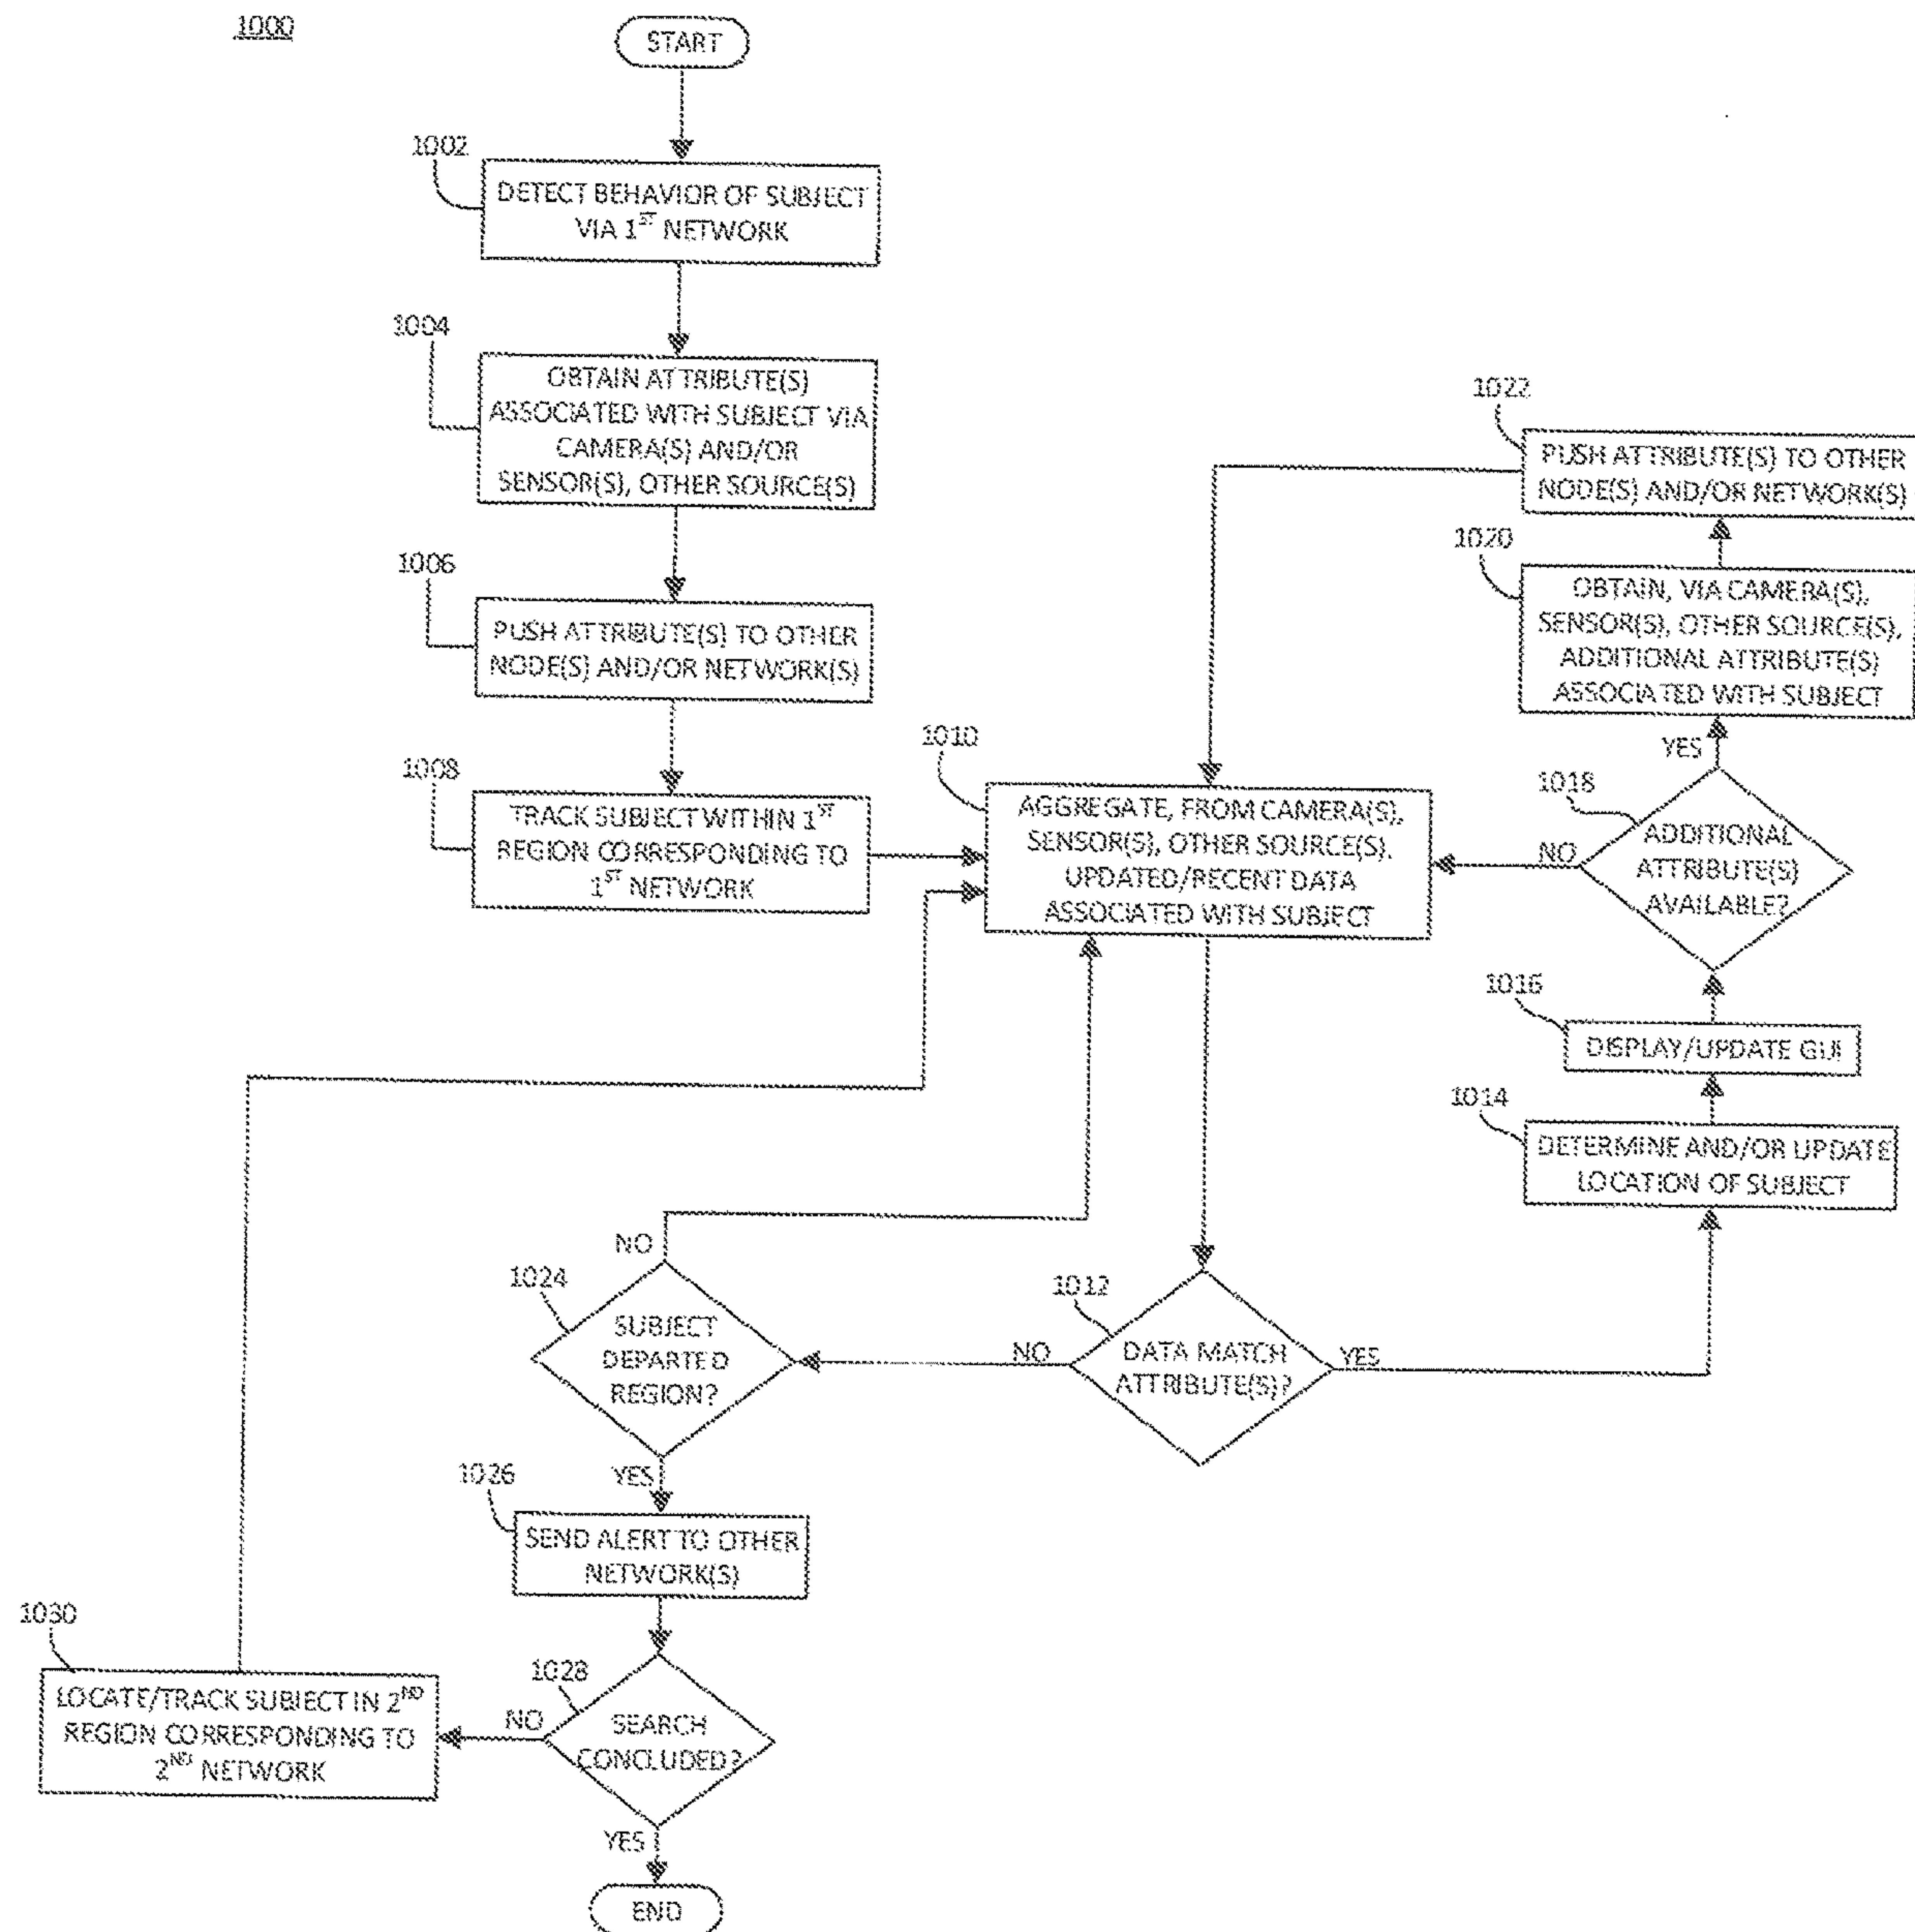 1000
START
1002
DETECT BEHAVIOR OF SUBJECT
VIA 1ST NETWORK
1004
OBTAIN ATTRIBUTE(S)
ASSOCIATED WITH SUBJECT VIA
CAMERA(S) AND/OR
SENSOR(S), OTHER SOURCE(S)
1006
PUSH ATTRIBUTE(S) TO OTHER
NODE(S) AND/OR NETWORK(S)
1008
TRACK SUBJECT WITHIN 1ST
REGION CORRESPONDING TO
1ST NETWORK
1010
AGGREGATE, FROM CAMERA(S),
SENSOR(S), OTHER SOURCE(S),
UPDATED/RECENT DATA
ASSOCIATED WITH SUBJECT
1022
PUSH ATTRIBUTE(S) TO OTHER
NODE(S) AND/OR NETWORK(S)
1020
OBTAIN, VIA CAMERA(S),
SENSOR(S), OTHER SOURCE(S),
ADDITIONAL ATTRIBUTE(S)
ASSOCIATED WITH SUBJECT
YES
1018
ADDITIONAL
ATTRIBUTE(S)
AVAILABLE?
NO
1016
DISPLAY/UPDATE GUI
1014
DETERMINE AND/OR UPDATE
LOCATION OF SUBJECT
1012
DATA MATCH
ATTRIBUTE(S)?
YES
NO
1024
SUBJECT
DEPARTED
REGION?
NO
YES
1026
SEND ALERT TO OTHER
NETWORK(S)
1028
SEARCH
CONCLUDED?
NO
1030
LOCATE/TRACK SUBJECT IN 2ND
REGION CORRESPONDING TO
2ND NETWORK
YES
END